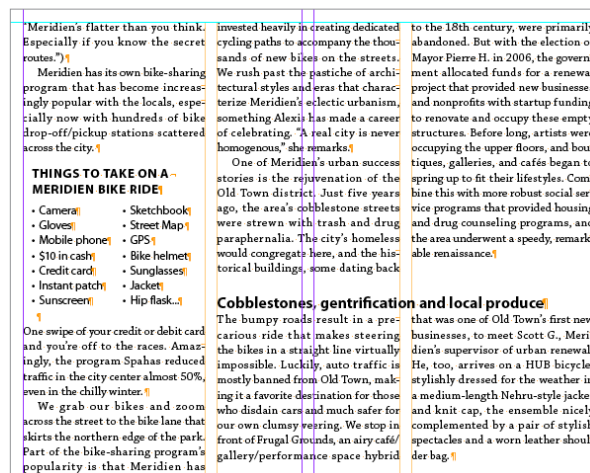 "Meridien's flatter than you think.
Especially if you know the secret
routes.")
Meridien has its own bike-sharing
program that has become increas-
ingly popular with the locals, espe-
cially now with hundreds of bike
drop-off/pickup stations scattered
across the city.
THINGS TO TAKE ON A
MERIDIEN BIKE RIDE
• Camera
• Gloves
• Mobile phone
• $10 in cash
• Credit card
• Instant patch
• Sunscreen
• Sketchbook
• Street Map
• GPS
• Bike helmet
• Sunglasses
• Jacket
• Hip flask...
One swipe of your credit or debit card
and you're off to the races. Amaz-
ingly, the program Spahas reduced
traffic in the city center almost 50%,
even in the chilly winter.
We grab our bikes and zoom
across the street to the bike lane that
skirts the northern edge of the park.
Part of the bike-sharing program's
popularity is that Meridien has
invested heavily in creating dedicated
cycling paths to accompany the thou-
sands of new bikes on the streets.
We rush past the pastiche of archi-
tectural styles and eras that charac-
terize Meridien's eclectic urbanism,
something Alexis has made a career
of celebrating. "A real city is never
homogenous," she remarks.
One of Meridien's urban success
stories is the rejuvenation of the
Old Town district. Just five years
ago, the area's cobblestone streets
were strewn with trash and drug
paraphernalia. The city's homeless
would congregate here, and the his-
torical buildings, some dating back
to the 18th century, were primarily
abandoned. But with the election o
Mayor Pierre H. in 2006, the govern
ment allocated funds for a renewa
project that provided new businesse
and nonprofits with startup funding
to renovate and occupy these empty
structures. Before long, artists were
occupying the upper floors, and bou
tiques, galleries, and cafés began to
spring up to fit their lifestyles. Com
bine this with more robust social ser
vice programs that provided housing
and drug counseling programs, and
the area underwent a speedy, remark
able renaissance.
Cobblestones, gentrification and local produce
The bumpy roads result in a pre-
carious ride that makes steering
the bikes in a straight line virtually
impossible. Luckily, auto traffic is
mostly banned from Old Town, mak-
ing it a favorite destination for those
who disdain cars and much safer for
our own clumsy veering. We stop in
front of Frugal Grounds, an airy café/
gallery/performance space hybrid
that was one of Old Town's first new
businesses, to meet Scott G., Meri
dien's supervisor of urban renewal
He, too, arrives on a HUB bicycle
stylishly dressed for the weather in
a medium-length Nehru-style jacke
and knit cap, the ensemble nicely
complemented by a pair of stylish
spectacles and a worn leather shoul
der bag.